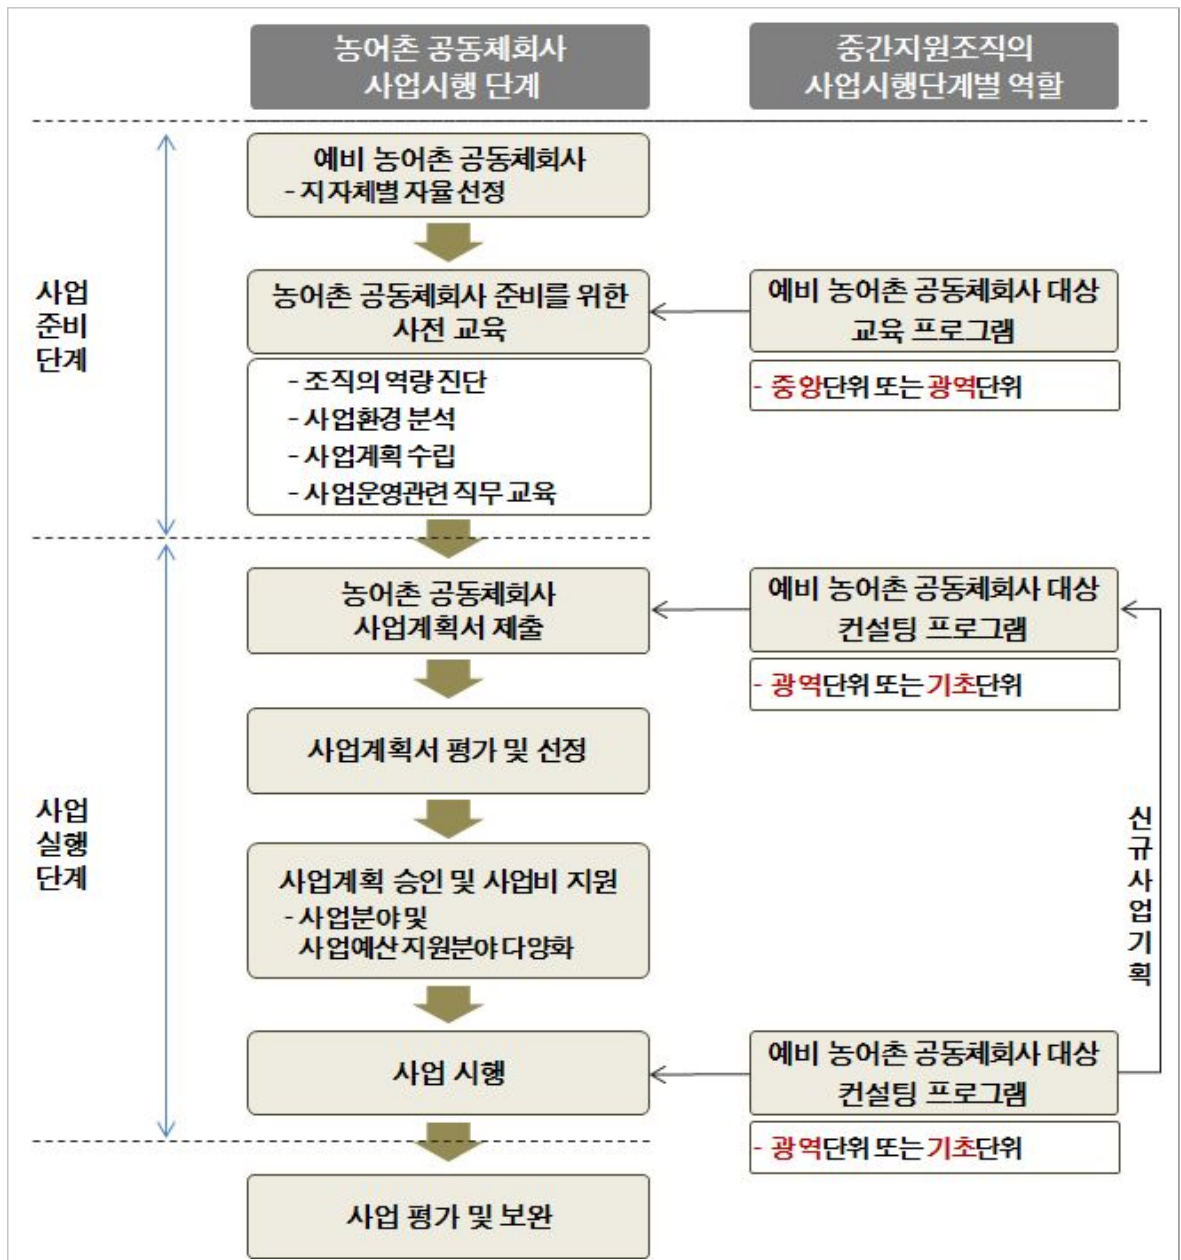 농어촌 공동체회사
사업시행 단계
중간지원조직의
사업시행단계별 역할
사업
준비
단계
예비 농어촌 공동체회사
- 지자체별 자율 선정
농어촌 공동체회사 준비를 위한
사전 교육
- 조직의 역량 진단
- 사업환경 분석
- 사업계획 수립
- 사업운영관련 직무 교육
예비 농어촌 공동체회사 대상
교육 프로그램
- 중앙단위 또는 광역단위
사업
실행
단계
농어촌 공동체회사
사업계획서 제출
예비 농어촌 공동체회사 대상
컨설팅 프로그램
- 광역단위 또는 기초단위
사업계획서 평가 및 선정
사업계획 승인 및 사업비 지원
- 사업분야 및
사업예산 지원분야 다양화
신규사업기획
사업 시행
예비 농어촌 공동체회사 대상
컨설팅 프로그램
- 광역단위 또는 기초단위
사업 평가 및 보완